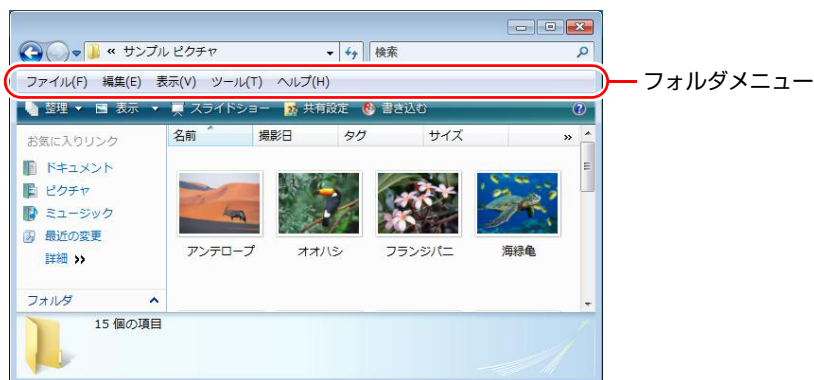 « サンプル ピクチャ
検索
ファイル(F) 編集(E) 表示(V) ツール(T) ヘルプ(H)
フォルダメニュー
整理 表示 スライドショー 共有設定 書き込む
お気に入りリンク
名前 撮影日 タグ サイズ »
ドキュメント
ピクチャ
ミュージック
最近の変更
詳細 »
アンテロープ オオハシ フランジパニ 海緑亀
フォルダ
15 個の項目